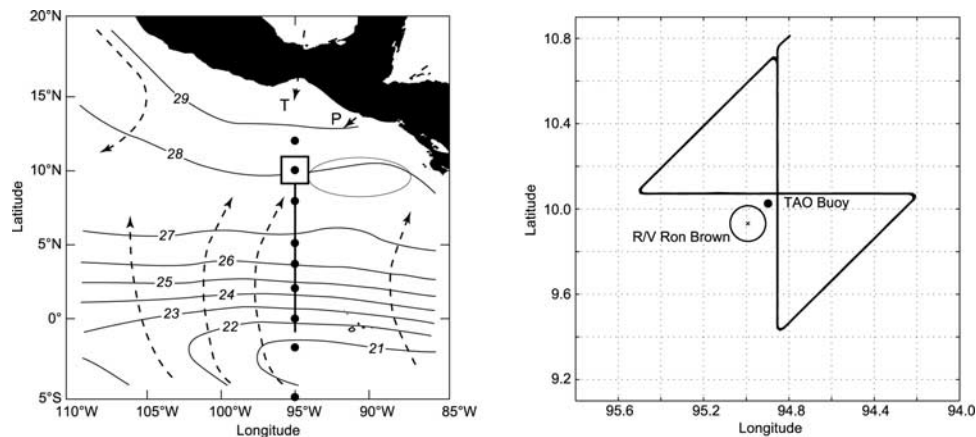 20°N
15°N
10°N
5°N
0°
5°S
Latitude
110°W 105°W 100°W 95°W 90°W 85°W
Longitude
T
P
29
28
27
26
25
24
23
22
21
10.8
10.4
10.0
9.6
9.2
Latitude
TAO Buoy
R/V Ron Brown
95.6 95.2 94.8 94.4 94.0
Longitude